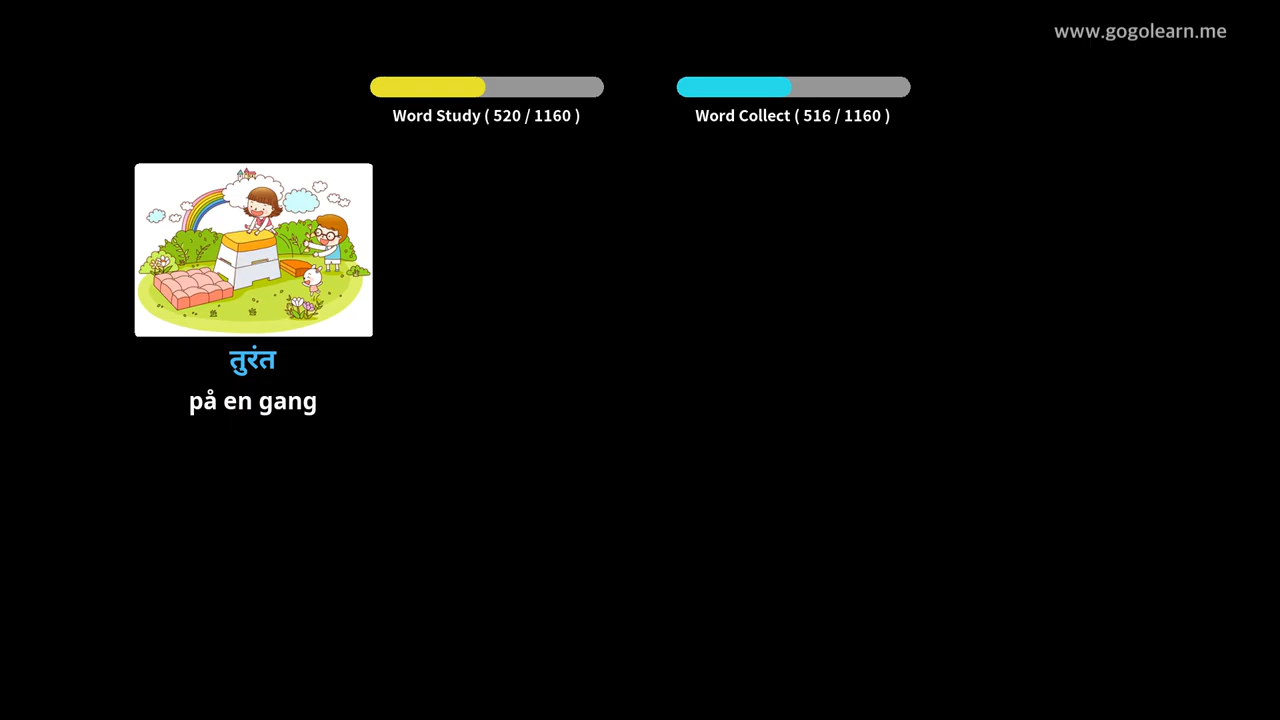 www.gogolearn.me
Word Study ( 520 / 1160 )
Word Collect ( 516 / 1160 )
तुरंत
på en gang